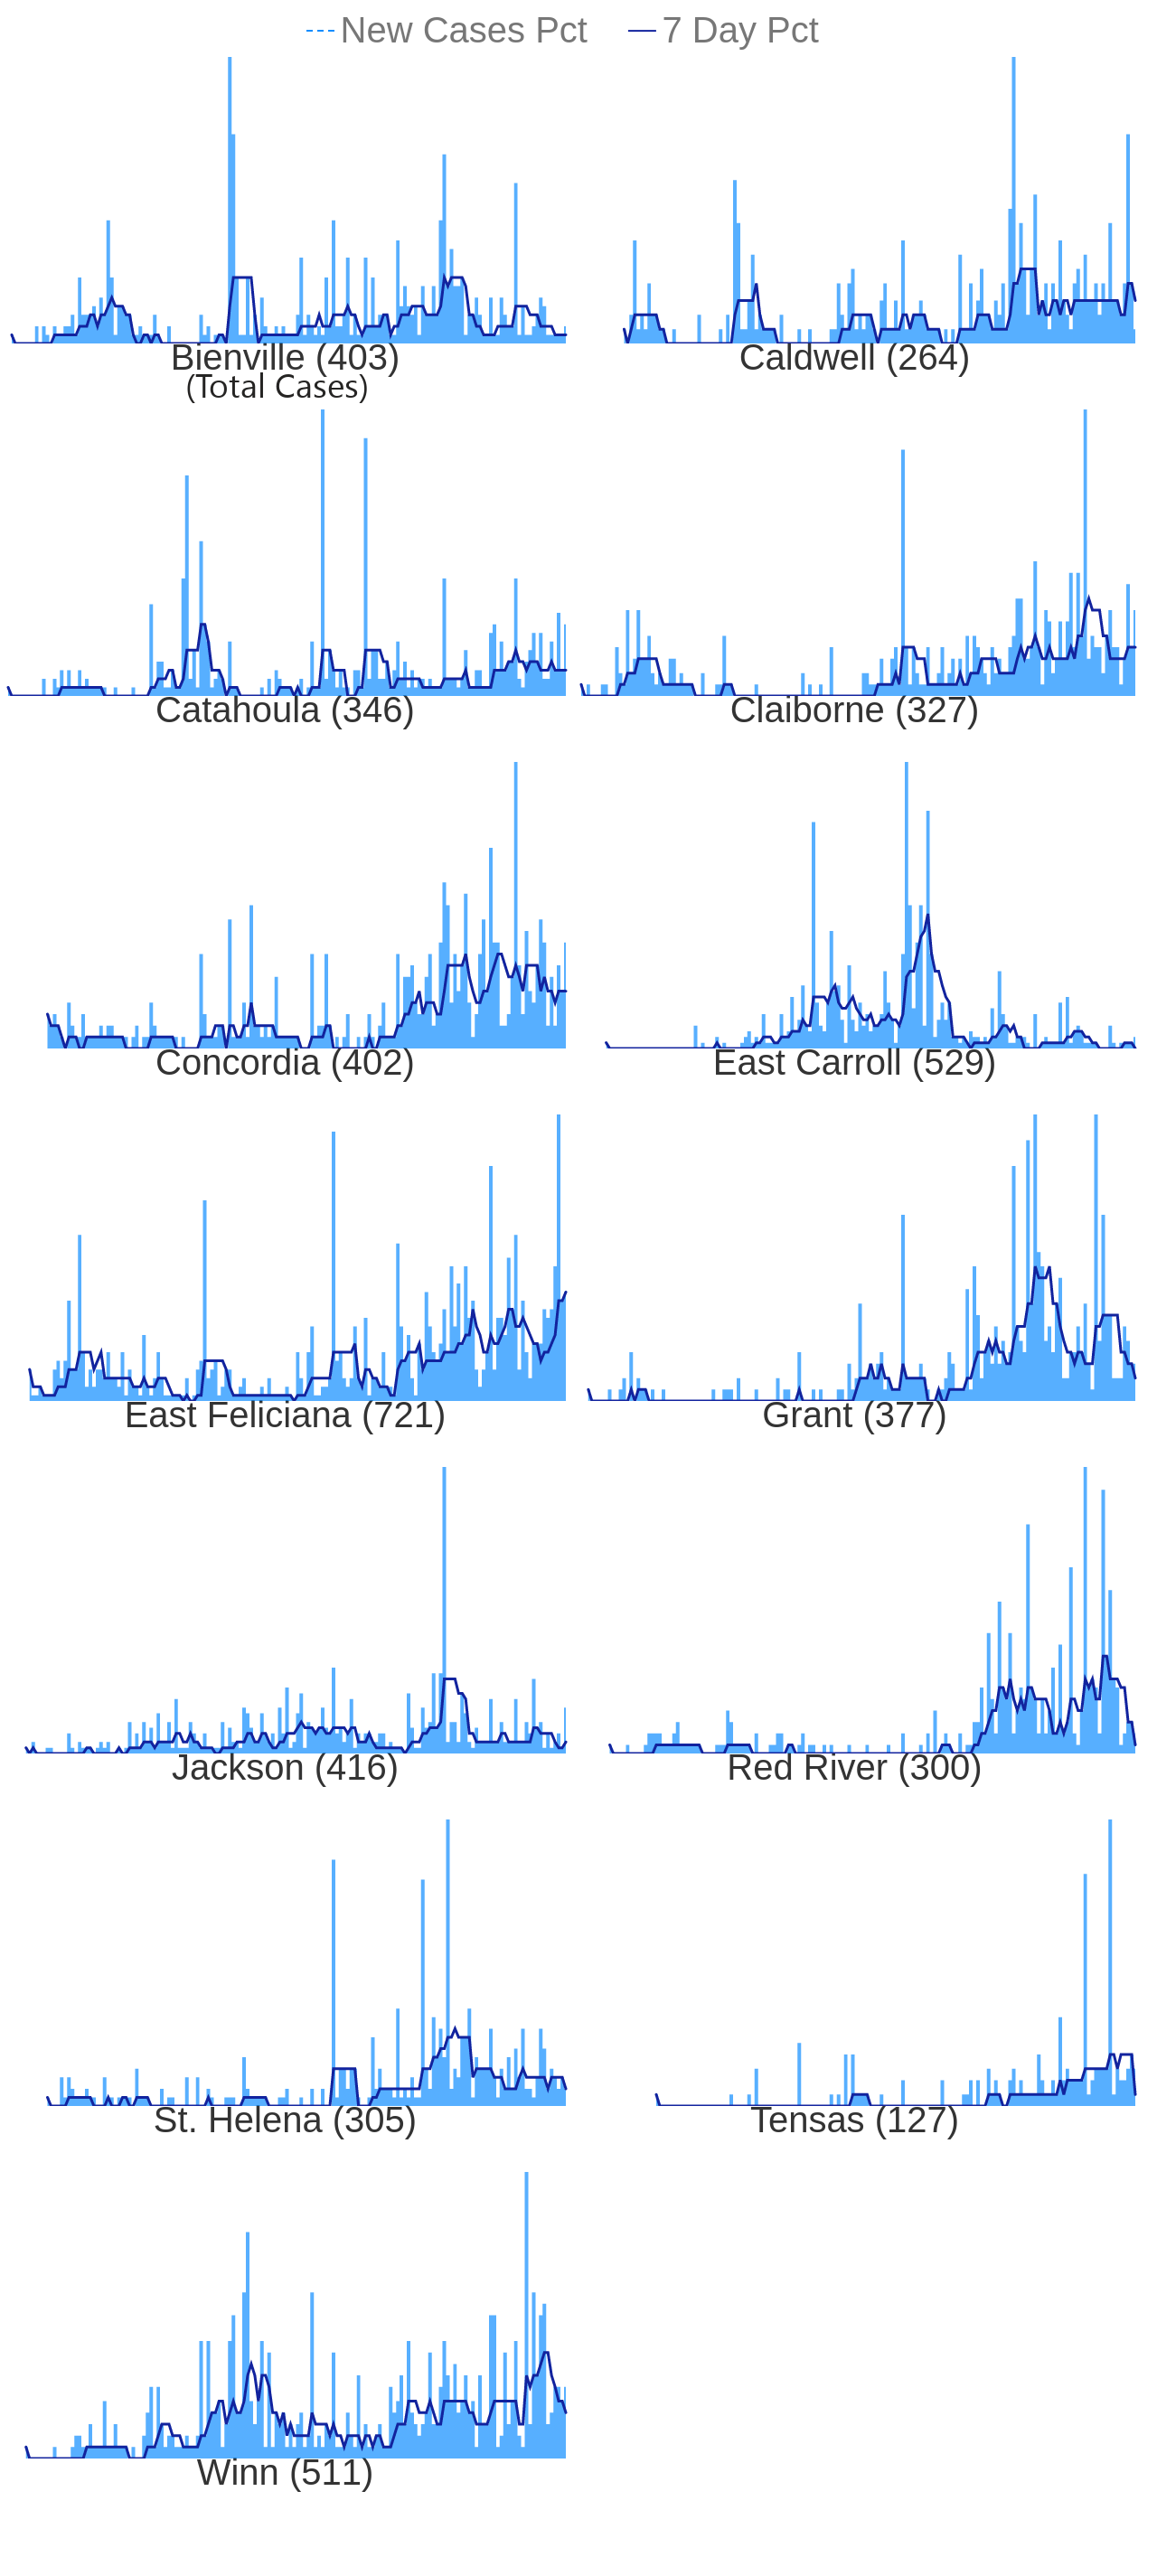 New Cases Pct 7 Day Pct
Bienville (403) Caldwell (264)
(Total Cases)
Catahoula (346) Claiborne (327)
Concordia (402) East Carroll (529)
East Feliciana (721) Grant (377)
Jackson (416) Red River (300)
St. Helena (305) Tensas (127)
Winn (511)